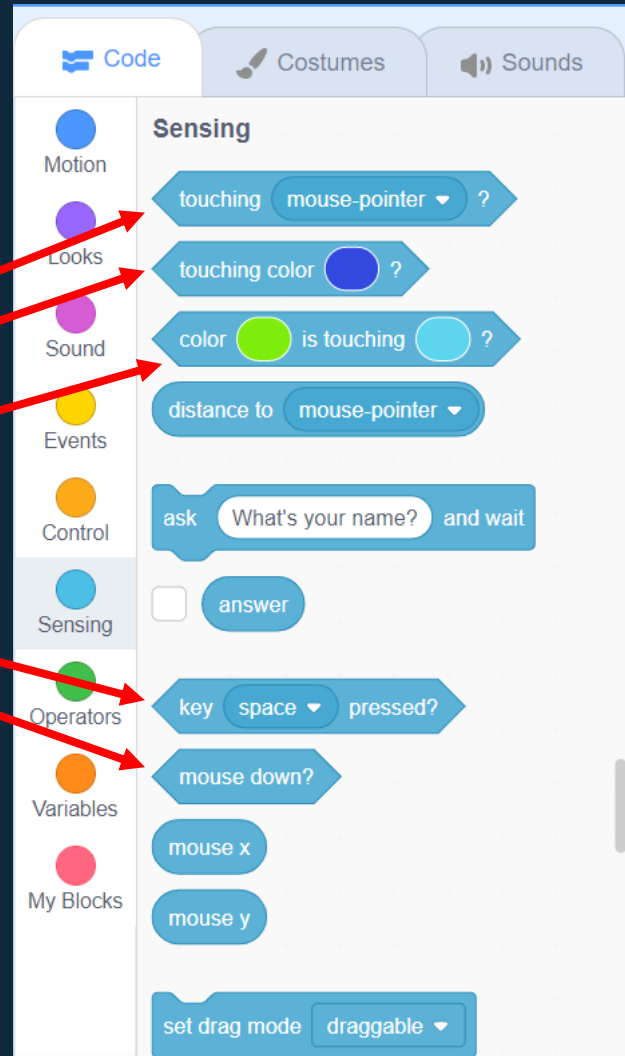 Code Costumes Sounds
Motion
Looks
Sound
Events
Control
Sensing
Operators
Variables
My Blocks
Sensing
touching mouse-pointer ?
touching color ?
color is touching ?
distance to mouse-pointer
ask What's your name? and wait
answer
key space pressed?
mouse down?
mouse x
mouse y
set drag mode draggable